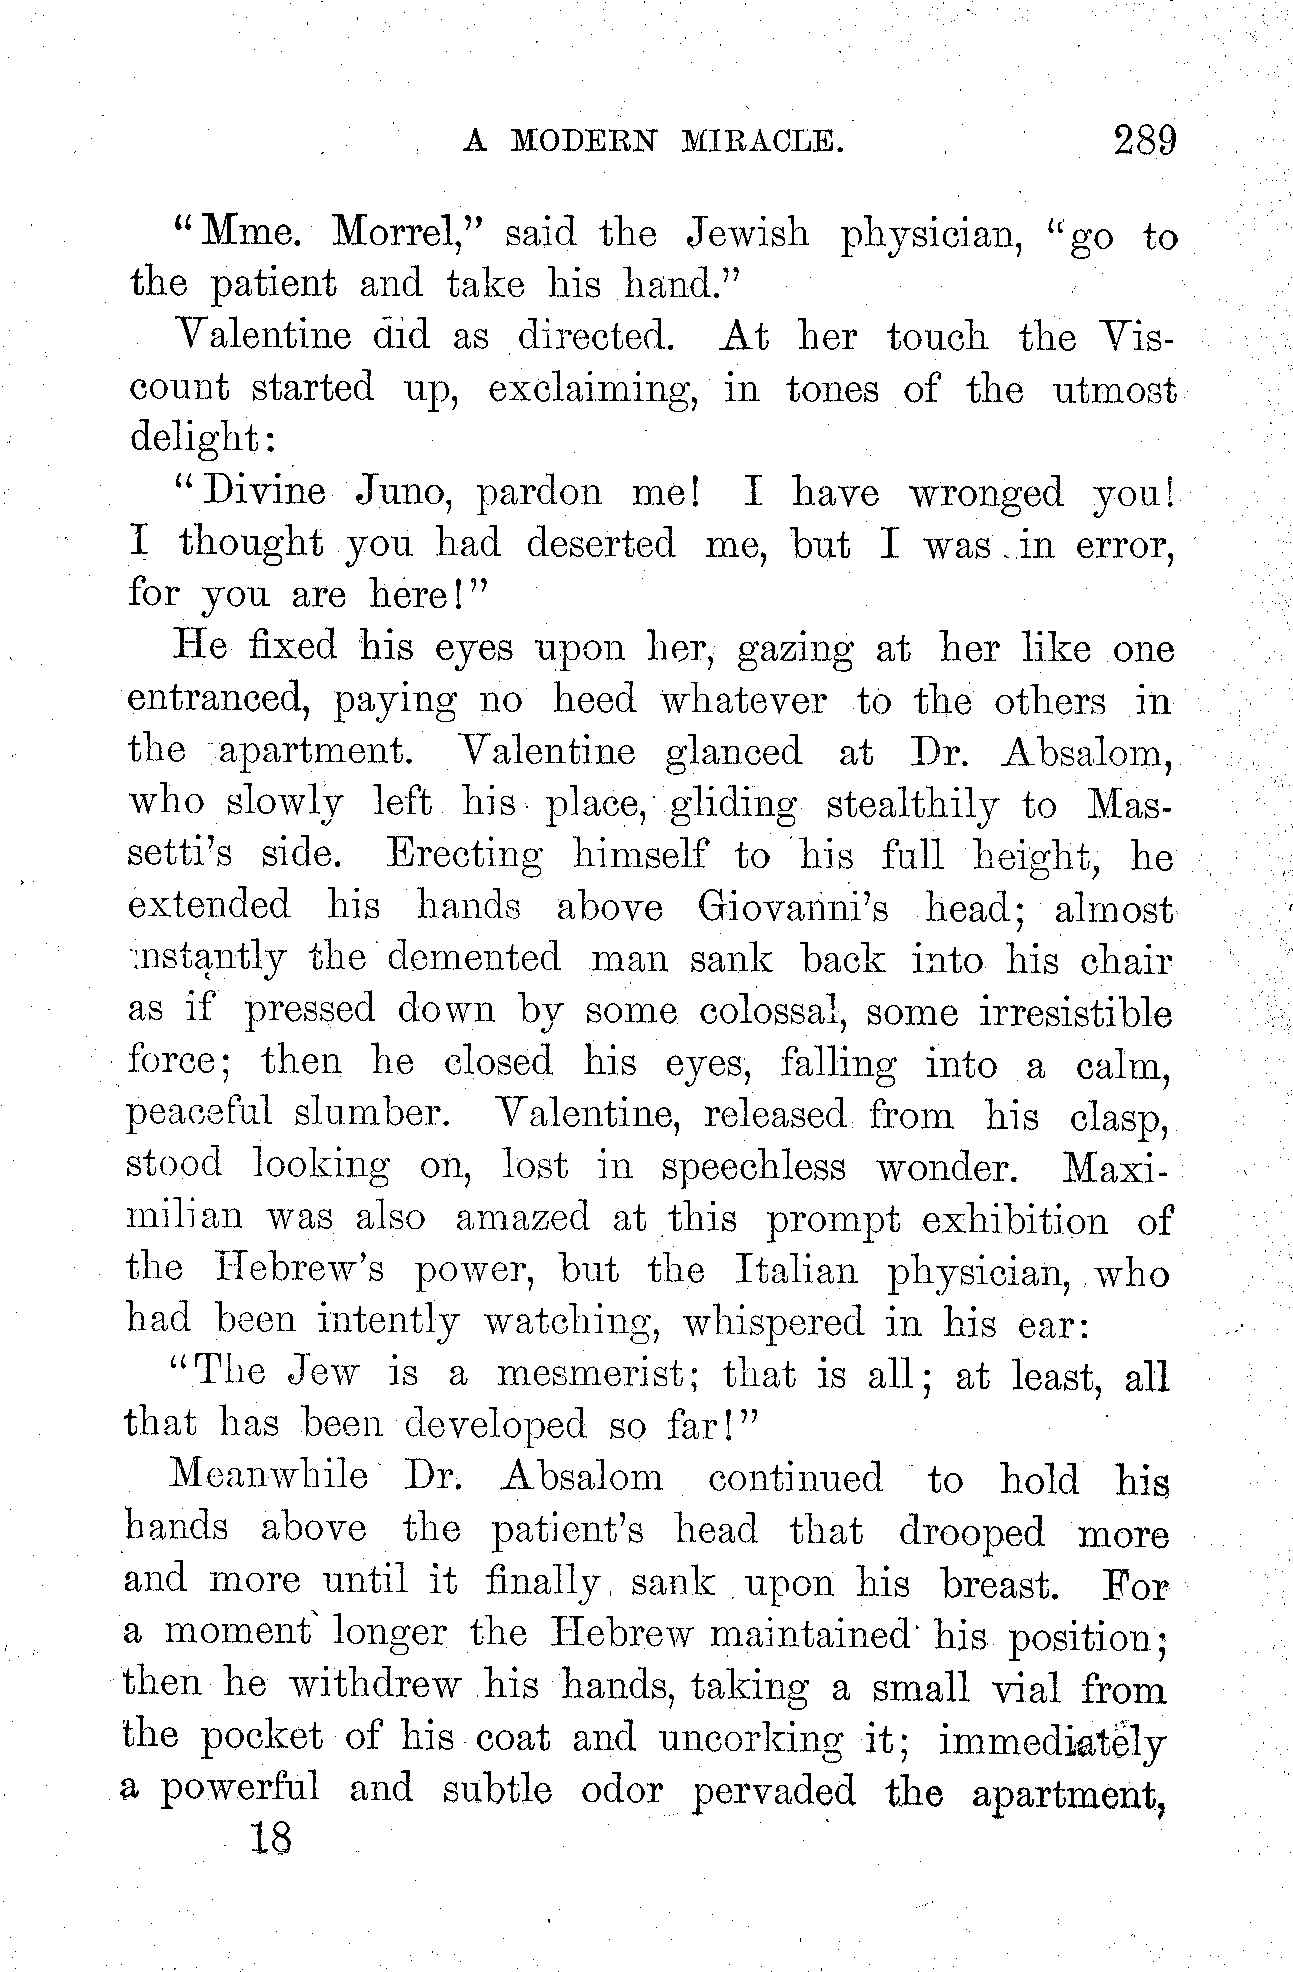 A MODERN MIRACLE. 289
“Mme. Morrel,” said the Jewish physician, “go to
the patient and take his hand.”
Valentine did as directed. At her touch the Vis-
count started up, exclaiming, in tones of the utmost
delight:
“Divine Juno, pardon me! I have wronged you!
I thought you had deserted me, but I was in error,
for you are here!”
He fixed his eyes upon her, gazing at her like one
entranced, paying no heed whatever to the others in
the apartment. Valentine glanced at Dr. Absalom,
who slowly left his place, gliding stealthily to Mas-
setti’s side. Erecting himself to his full height, he
extended his hands above Giovanni’s head; almost
instantly the demented man sank back into his chair
as if pressed down by some colossal, some irresistible
force; then he closed his eyes, falling into a calm,
peaceful slumber. Valentine, released from his clasp,
stood looking on, lost in speechless wonder. Maxi-
milian was also amazed at this prompt exhibition of
the Hebrew’s power, but the Italian physician, who
had been intently watching, whispered in his ear:
“The Jew is a mesmerist; that is all; at least, all
that has been developed so far!”
Meanwhile Dr. Absalom continued to hold his
hands above the patient’s head that drooped more
and more until it finally sank upon his breast. For
a moment longer the Hebrew maintained his position;
then he withdrew his hands, taking a small vial from
the pocket of his coat and uncorking it; immediately
a powerful and subtle odor pervaded the apartment,
18